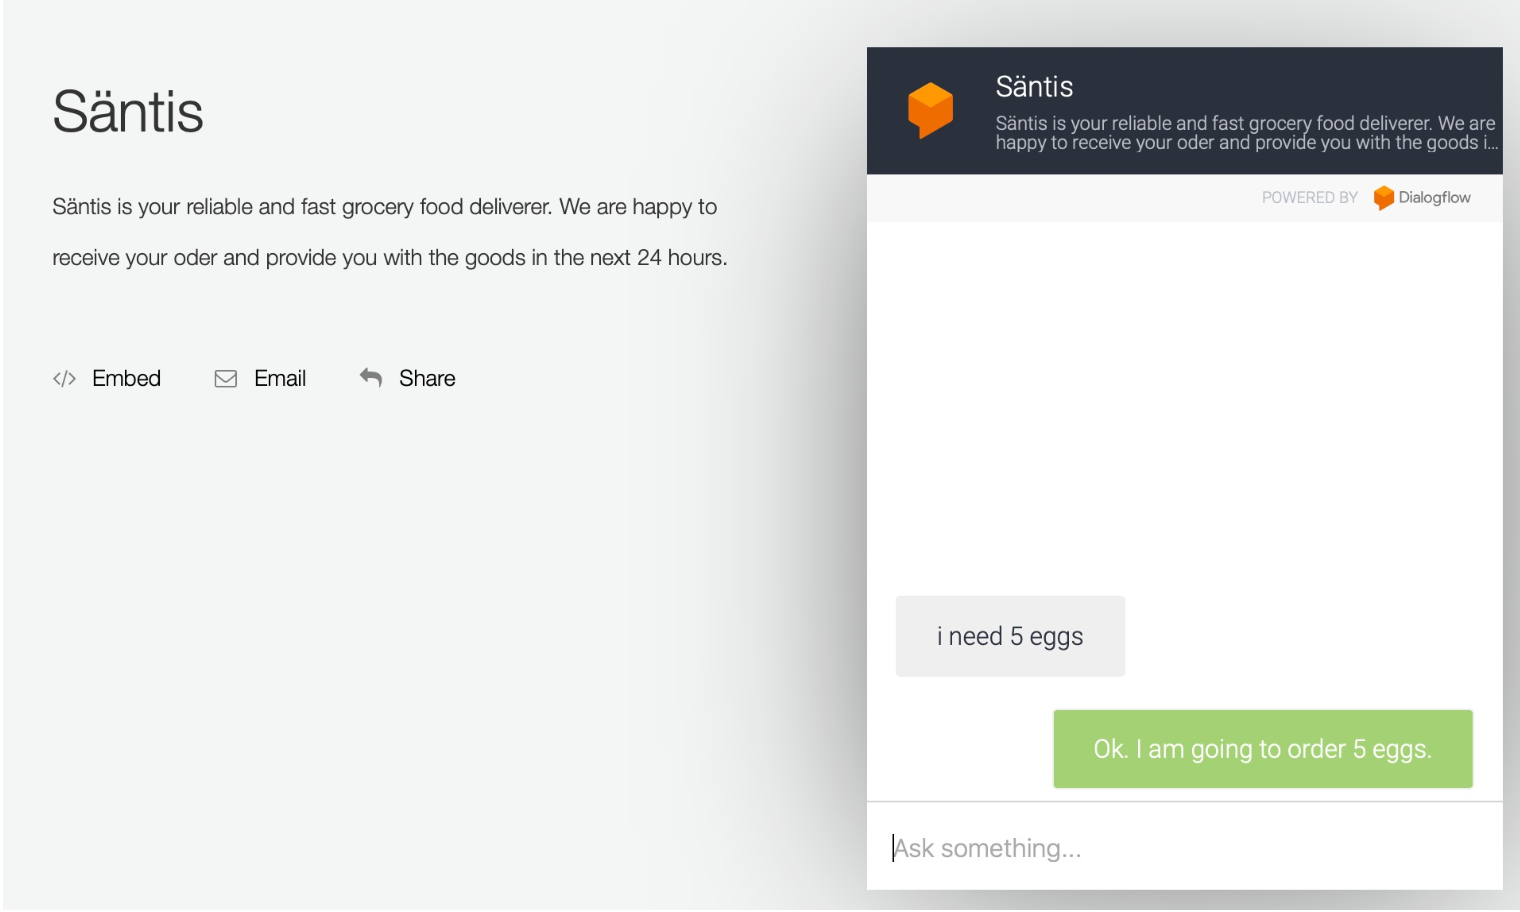 Säntis
Säntis is your reliable and fast grocery food deliverer. We are happy to
receive your oder and provide you with the goods in the next 24 hours.
</> Embed
Email
Share
Säntis
Säntis is your reliable and fast grocery food deliverer. We are
happy to receive your oder and provide you with the goods i...
POWERED BY Dialogflow
i need 5 eggs
Ok. I am going to order 5 eggs.
Ask something...